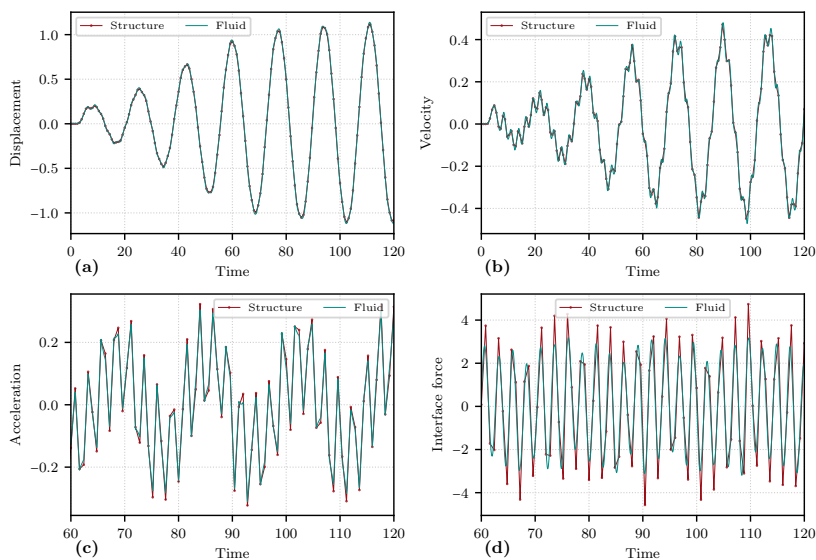 Structure Fluid
Displacement
1.0
0.5
0.0
−0.5
−1.0
0 20 40 60 80 100 120
(a) Time
Structure Fluid
Velocity
0.4
0.2
0.0
−0.2
−0.4
0 20 40 60 80 100 120
(b) Time
Structure Fluid
Acceleration
0.2
0.0
−0.2
60 70 80 90 100 110 120
(c) Time
Structure Fluid
Interface force
4
2
0
−2
−4
60 70 80 90 100 110 120
(d) Time